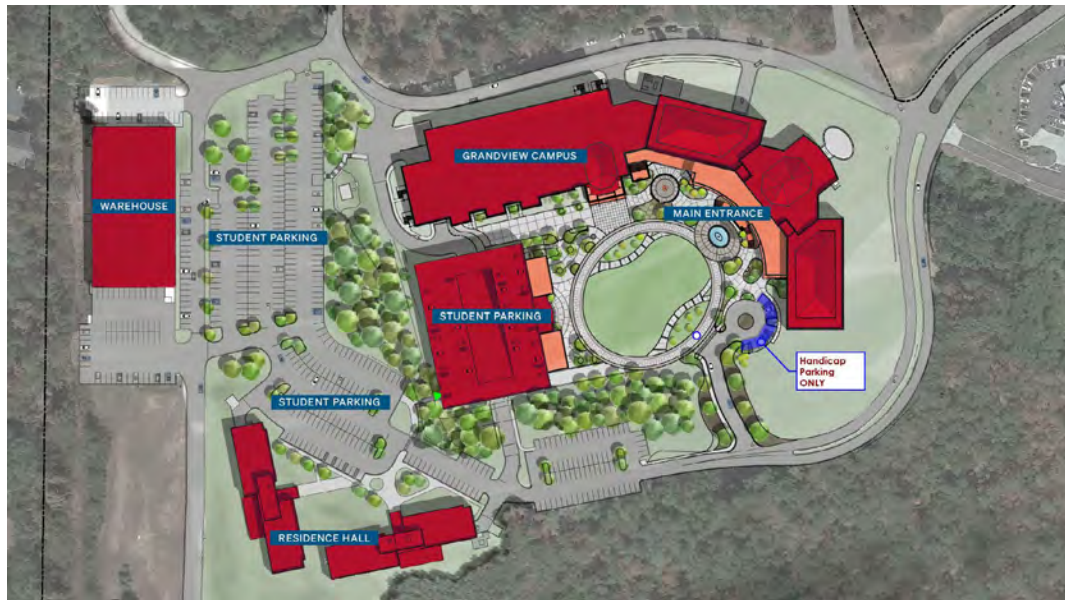 GRANDVIEW CAMPUS
WAREHOUSE
MAIN ENTRANCE
STUDENT PARKING
STUDENT PARKING
Handicap
Parking
ONLY
STUDENT PARKING
RESIDENCE HALL